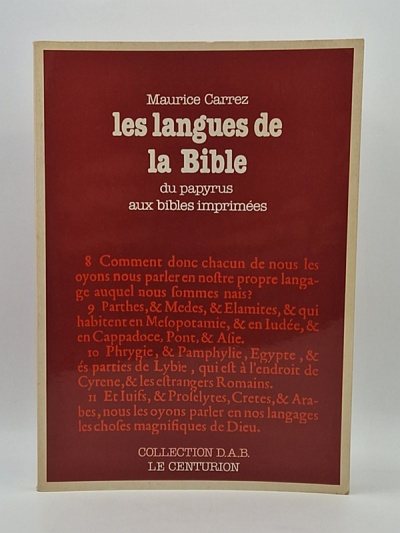 Maurice Carrez
les langues de
la Bible
du papyrus
aux bibles imprimées
8 Comment donc chacun de nous les
oyons nous parler en noſtre propre langa-
ge auquel nous ſommes nais?
9 Parthes, & Medes, & Elamites, & qui
habitent en Meſopotamie, & en Iudée, &
en Cappadoce, Pont, & Aſie.
10 Phrygie, & Pamphylie, Egypte, &
és parties de Lybie, qui eſt à l'endroit de
Cyrene, & les eſtrangers Romains.
11 Et Iuifs, & Proſelytes, Cretes, & Ara-
bes, nous les oyons parler en nos langages
les choſes magnifiques de Dieu.
COLLECTION D.A.B.
LE CENTURION